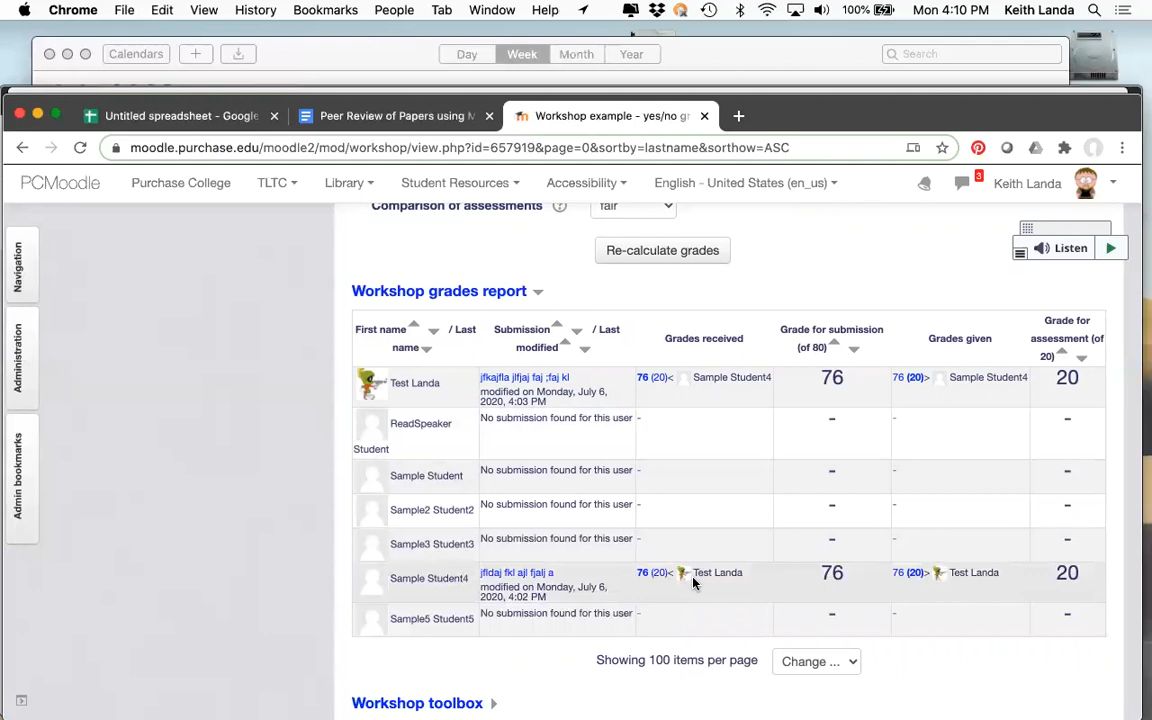 Chrome File Edit View History Bookmarks People Tab Window Help 100% Mon 4:10 PM Keith Landa
Calendars + Day Week Month Year Search
Untitled spreadsheet - Google × Peer Review of Papers using M × Workshop example - yes/no gr × +
moodle.purchase.edu/moodle2/mod/workshop/view.php?id=657919&page=0&sortby=lastname&sorthow=ASC
PCMoodle Purchase College TLTC Library Student Resources Accessibility English - United States (en_us) 3 Keith Landa
Comparison of assessments ? fair
Listen
Re-calculate grades
Navigation
Administration
Admin bookmarks
Workshop grades report
First name / Last name
Submission / Last modified
Grades received
Grade for submission (of 80)
Grades given
Grade for assessment (of 20)
Test Landa
jfkajfla jlfjaj faj ;faj kl
modified on Monday, July 6,
2020, 4:03 PM
76 (20)< Sample Student4
76
76 (20)> Sample Student4
20
ReadSpeaker
Student
No submission found for this user - - - -
Sample Student No submission found for this user - - - -
Sample2 Student2 No submission found for this user - - - -
Sample3 Student3 No submission found for this user - - - -
Sample Student4
jfldaj fkl ajl fjalj a
modified on Monday, July 6,
2020, 4:02 PM
76 (20)< Test Landa
76
76 (20)> Test Landa
20
Sample5 Student5 No submission found for this user - - - -
Showing 100 items per page Change ...
Workshop toolbox